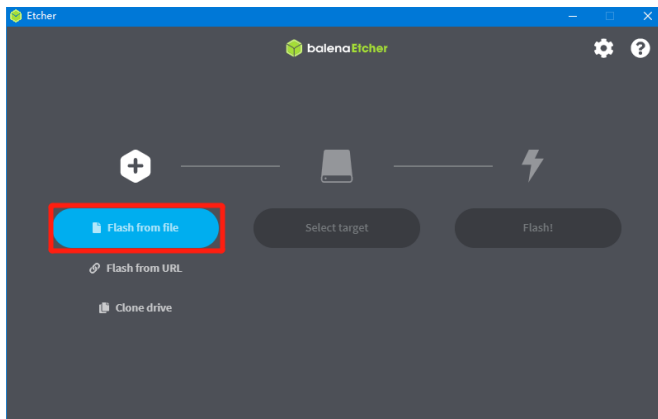 Etcher
balenaEtcher
Flash from file
Select target
Flash!
Flash from URL
Clone drive